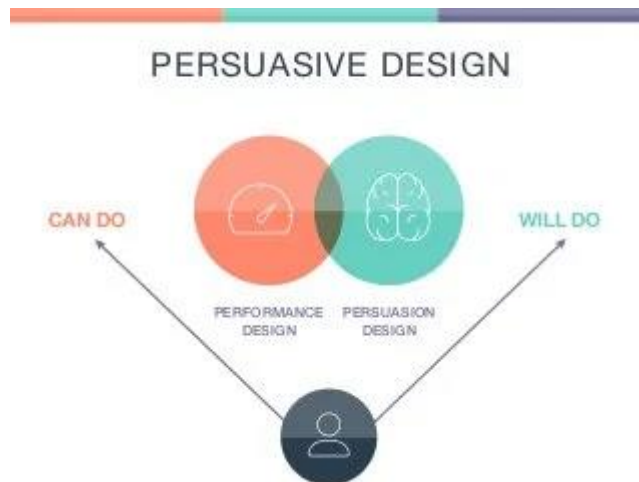 PERSUASIVE DESIGN
CAN DO
WILL DO
PERFORMANCE
DESIGN
PERSUASION
DESIGN